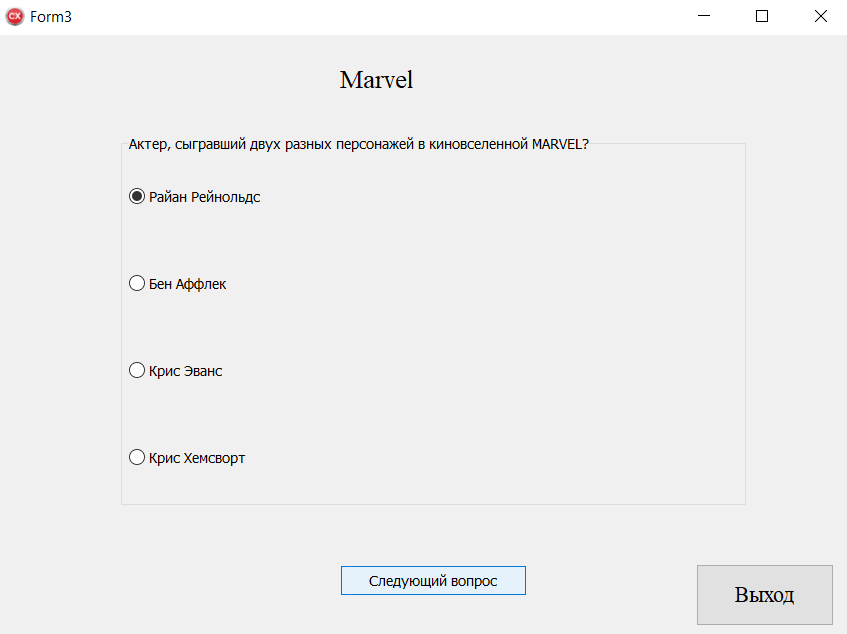 Form3
Marvel
Актер, сыгравший двух разных персонажей в киновселенной MARVEL?
Райан Рейнольдс
Бен Аффлек
Крис Эванс
Крис Хемсворт
Следующий вопрос
Выход